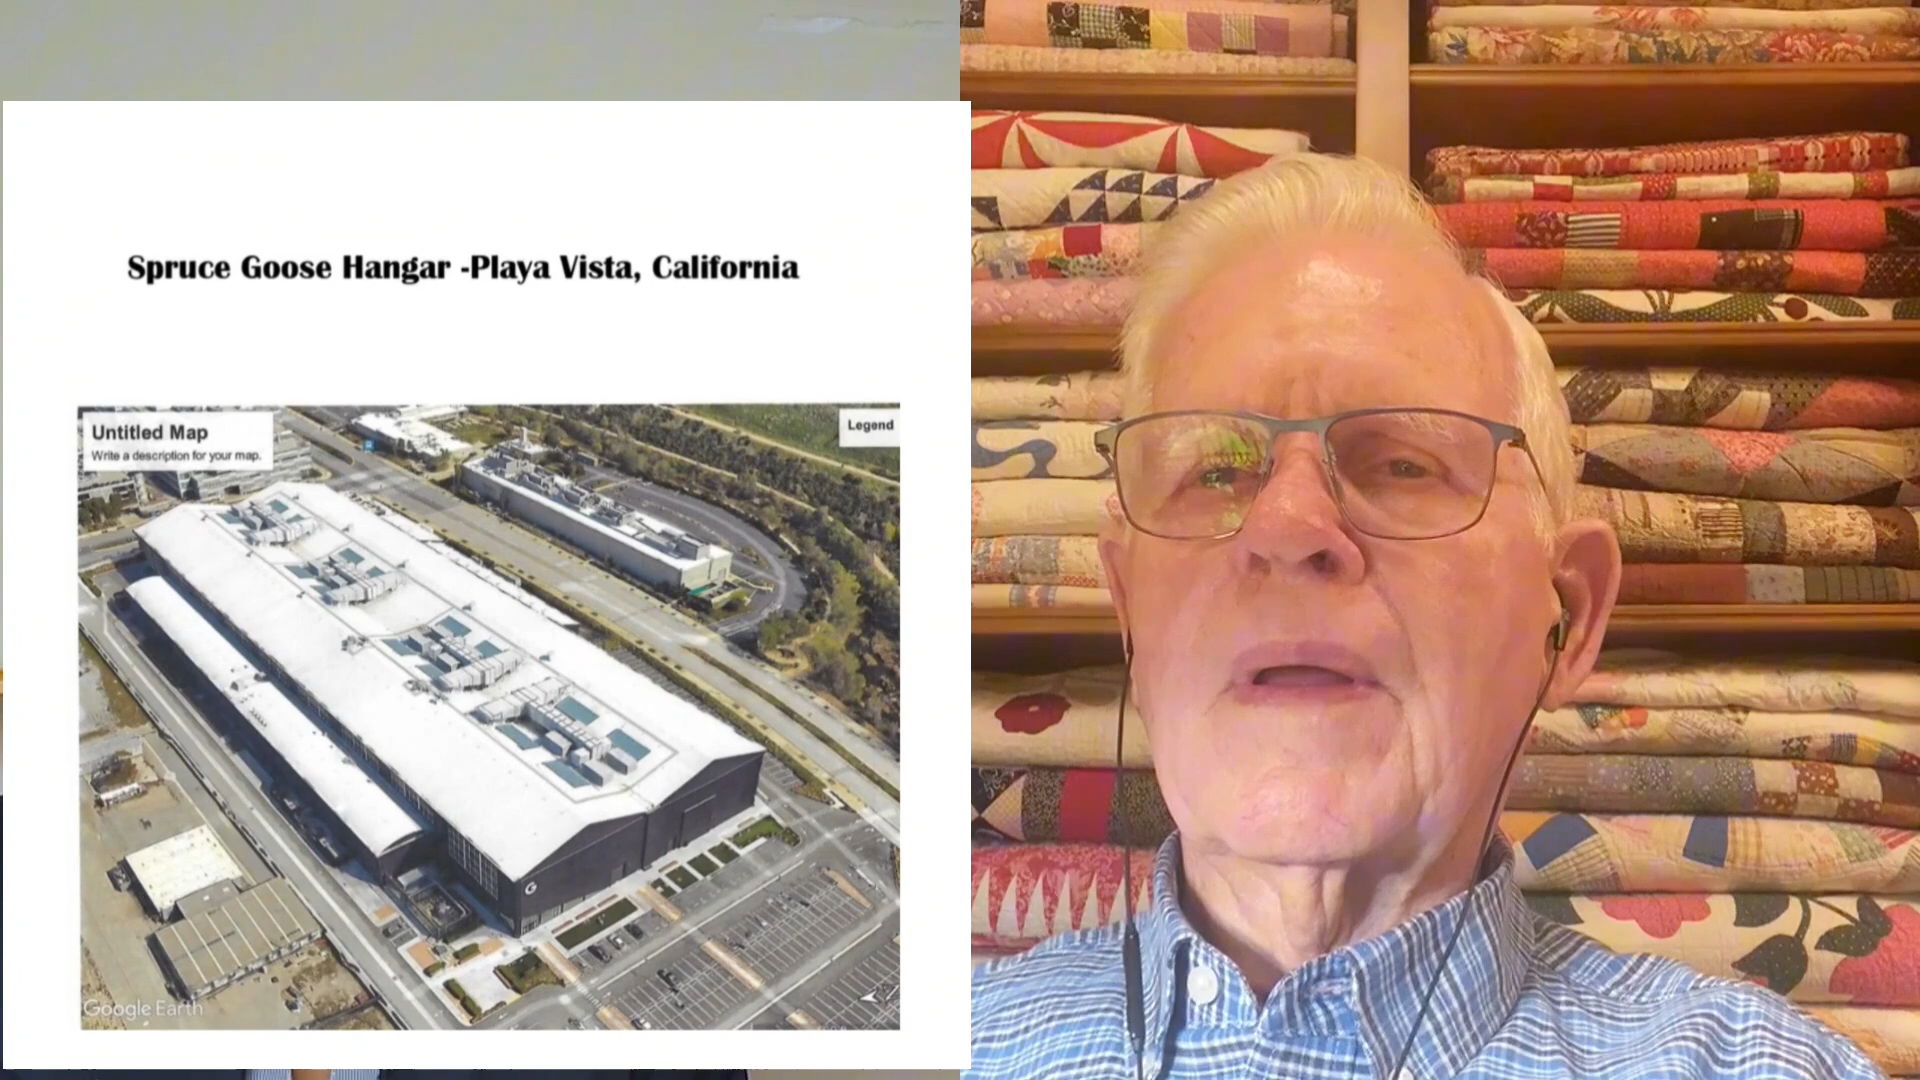 Spruce Goose Hangar -Playa Vista, California
Untitled Map
Write a description for your map.
Legend
G
Google Earth